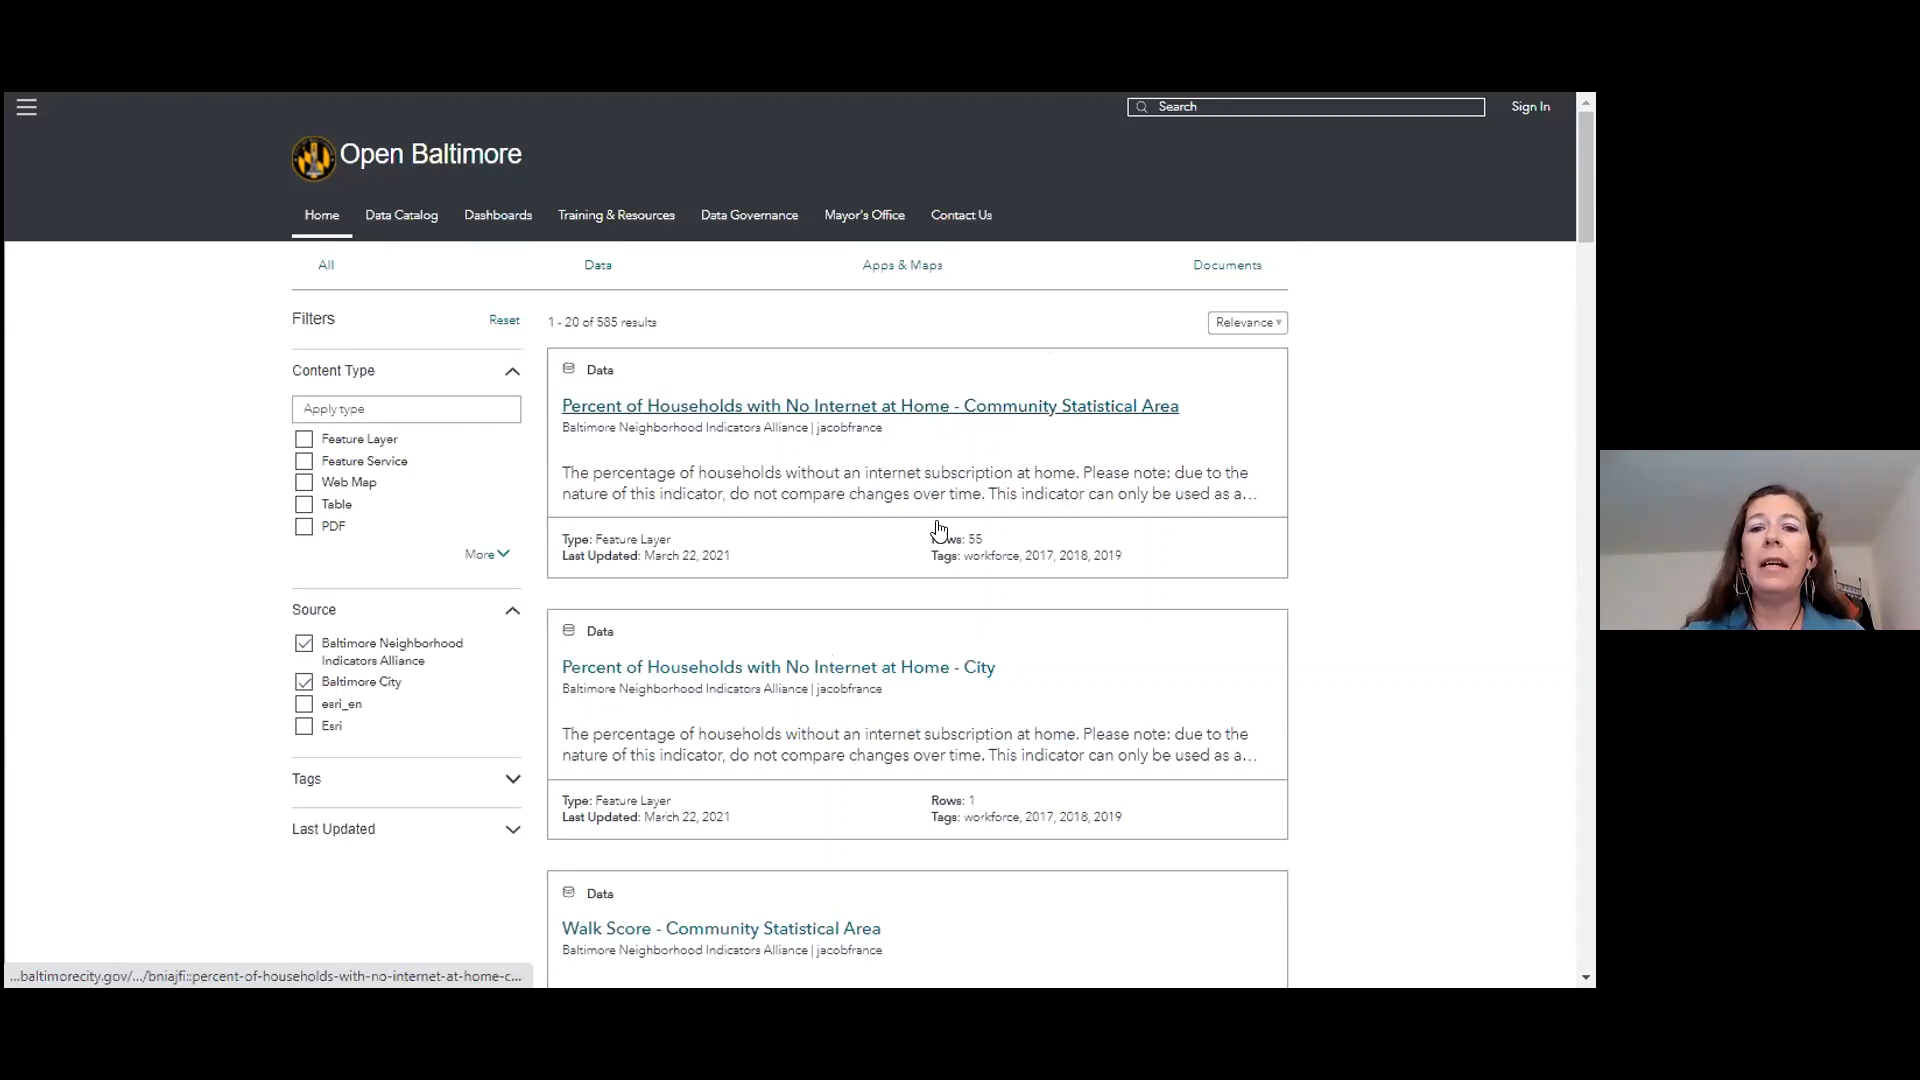 Search
Sign In
Open Baltimore
Home
Data Catalog
Dashboards
Training & Resources
Data Governance
Mayor's Office
Contact Us
All
Data
Apps & Maps
Documents
Filters
Reset
1 - 20 of 585 results
Relevance
Content Type
Apply type
Feature Layer
Feature Service
Web Map
Table
PDF
More
Source
Baltimore Neighborhood
Indicators Alliance
Baltimore City
esri_en
Esri
Tags
Last Updated
Data
Percent of Households with No Internet at Home - Community Statistical Area
Baltimore Neighborhood Indicators Alliance | jacobfrance
The percentage of households without an internet subscription at home. Please note: due to the
nature of this indicator, do not compare changes over time. This indicator can only be used as a...
Type: Feature Layer
Last Updated: March 22, 2021
55
Tags: workforce, 2017, 2018, 2019
Data
Percent of Households with No Internet at Home - City
Baltimore Neighborhood Indicators Alliance | jacobfrance
The percentage of households without an internet subscription at home. Please note: due to the
nature of this indicator, do not compare changes over time. This indicator can only be used as a...
Type: Feature Layer
Last Updated: March 22, 2021
Rows: 1
Tags: workforce, 2017, 2018, 2019
Data
Walk Score - Community Statistical Area
Baltimore Neighborhood Indicators Alliance | jacobfrance
...baltimorecity.gov/.../bniajfi::percent-of-households-with-no-internet-at-home-c...